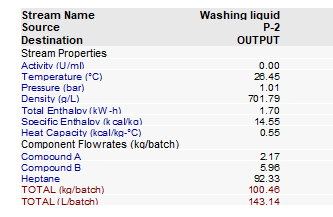 Stream Name Washing liquid
Source P-2
Destination OUTPUT
Stream Properties
Activity (U/ml) 0.00
Temperature (°C) 26.45
Pressure (bar) 1.01
Density (g/L) 701.79
Total Enthalpy (kW-h) 1.70
Specific Enthalpy (kcal/kg) 14.55
Heat Capacity (kcal/kg-°C) 0.55
Component Flowrates (kg/batch)
Compound A 2.17
Compound B 5.96
Heptane 92.33
TOTAL (kg/batch) 100.46
TOTAL (L/batch) 143.14